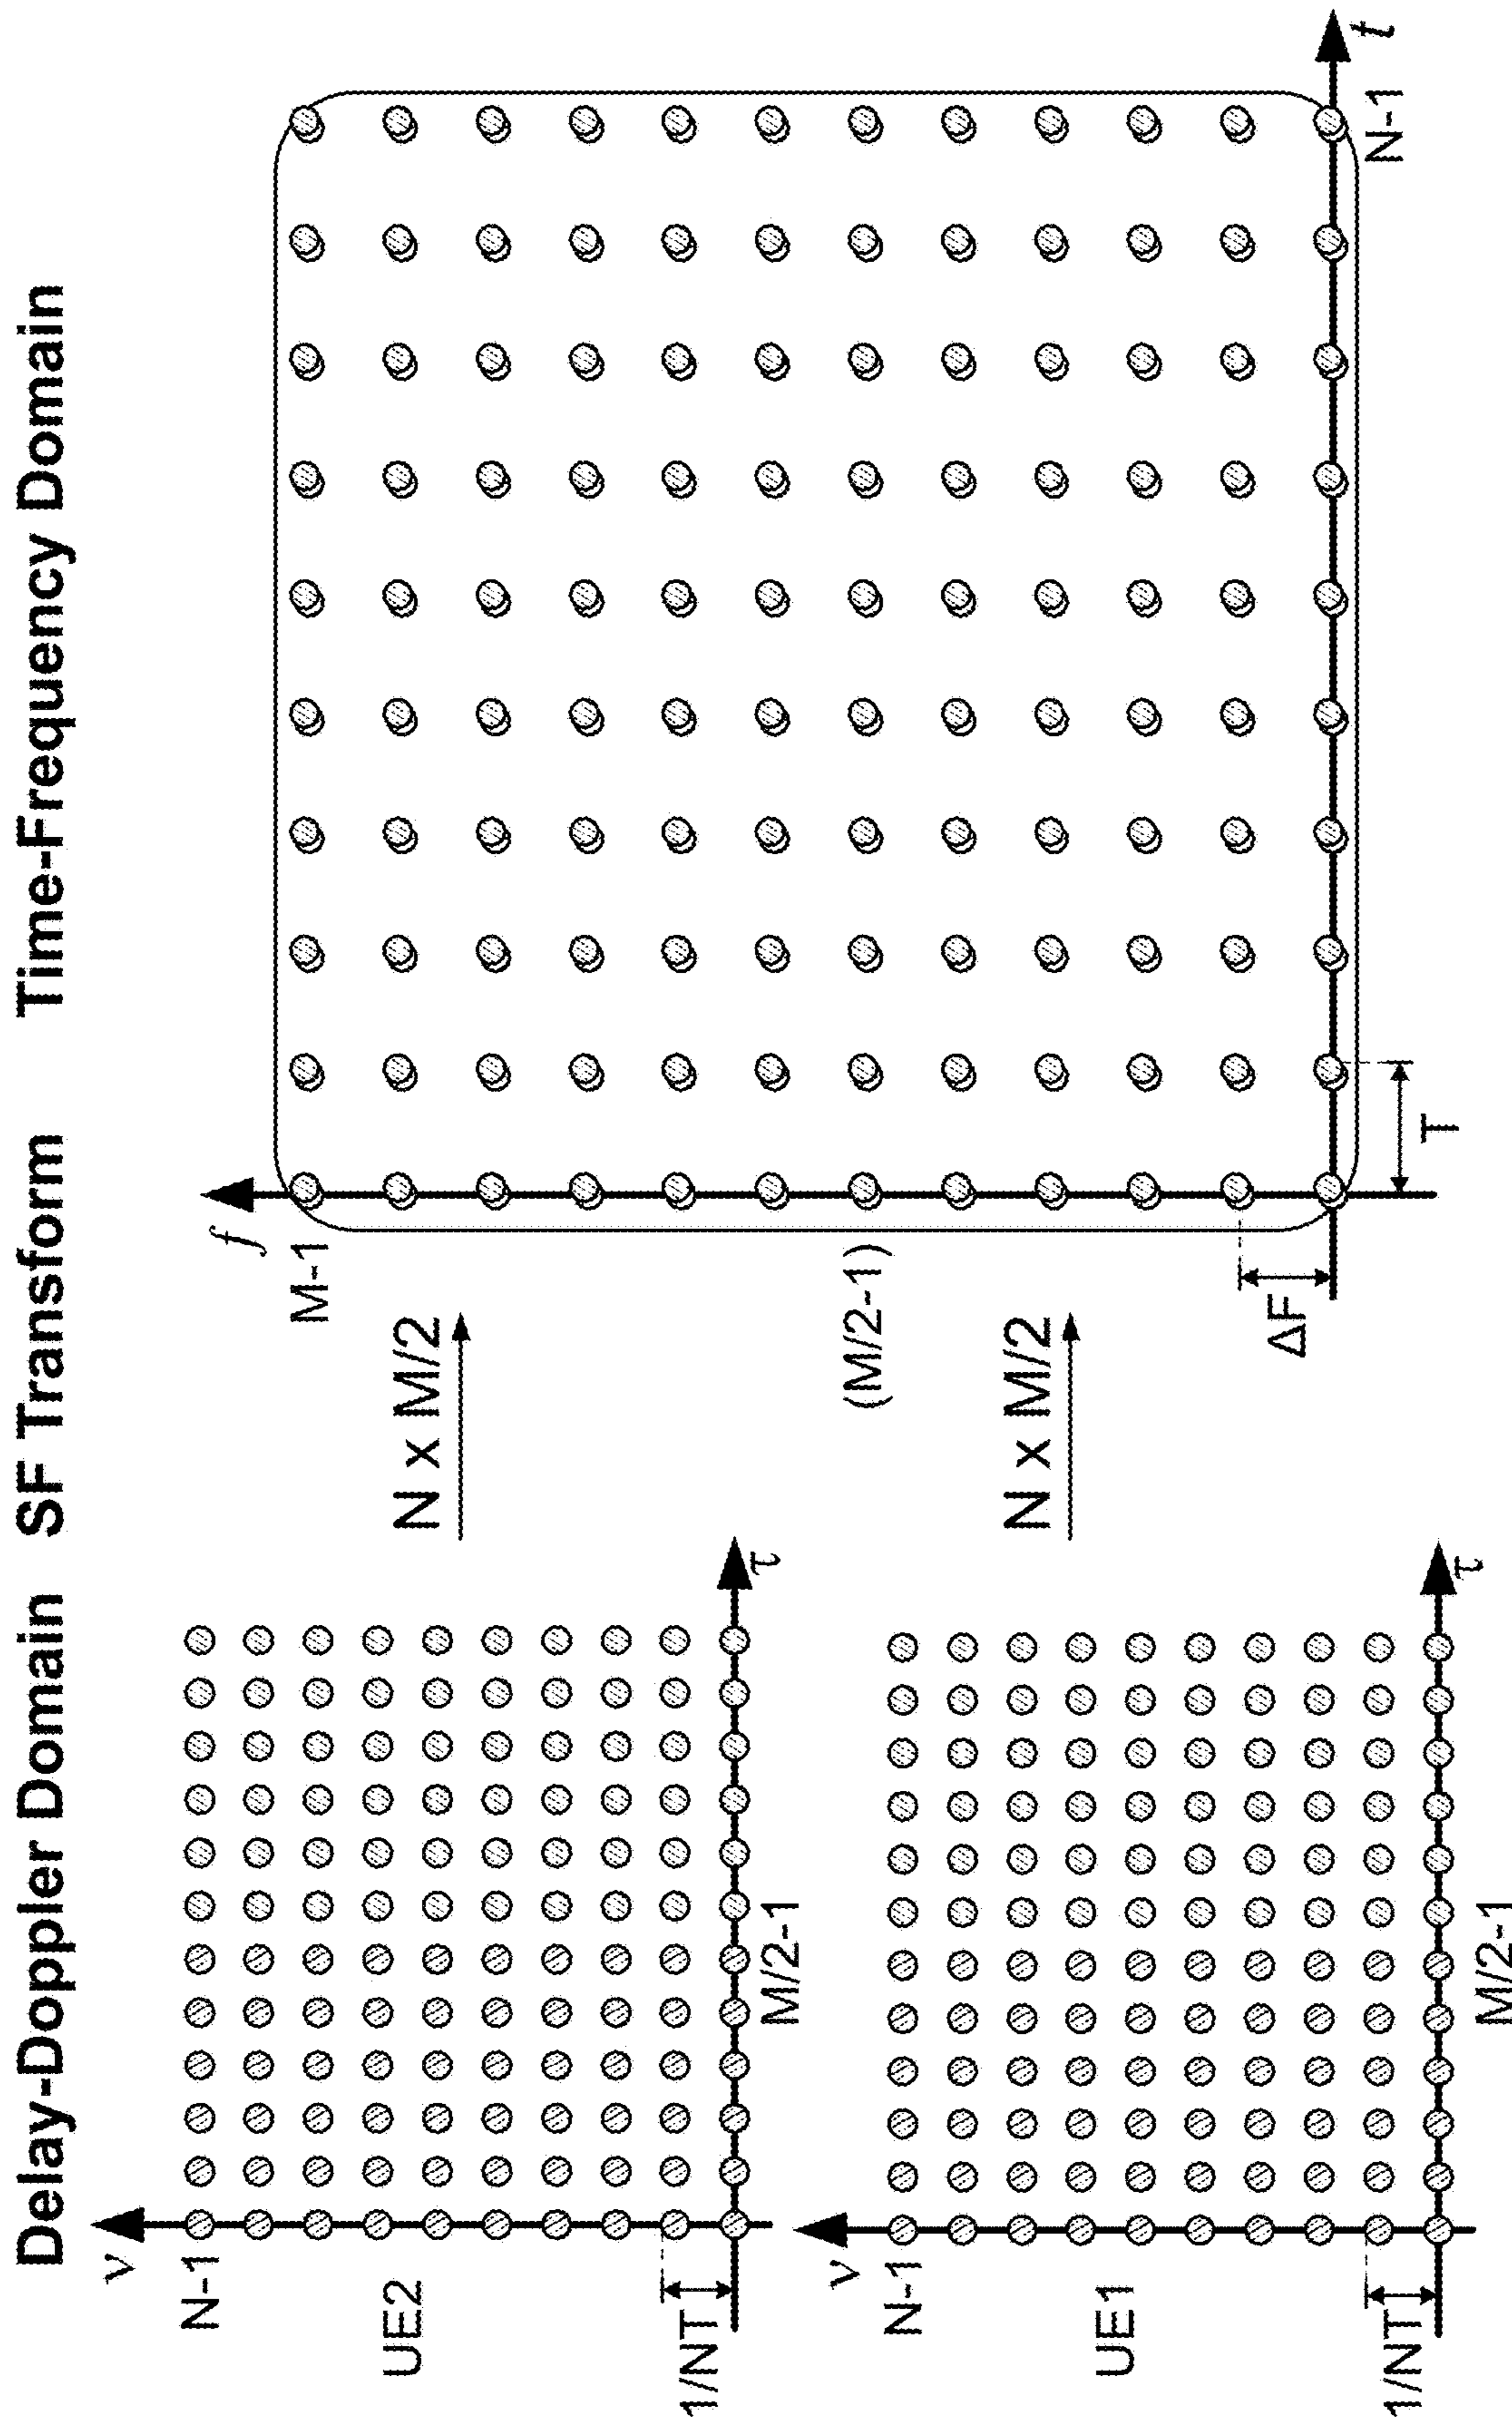 Delay-Doppler Domain SF Transform Time-Frequency Domain
ν
N-1
UE2
1/NT
M/2-1
τ
ν
N-1
UE1
1/NT
M/2-1
τ
N x M/2
N x M/2
f
M-1
(M/2-1)
ΔF
T
N-1
t